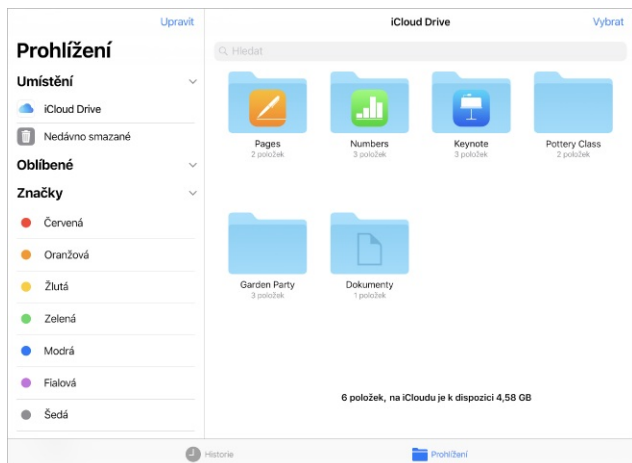 Upravit
iCloud Drive
Vybrat
Prohlížení
Umístění
iCloud Drive
Nedávno smazané
Oblíbené
Značky
Červená
Oranžová
Žlutá
Zelená
Modrá
Fialová
Šedá
Hledat
Pages
2 položek
Numbers
3 položek
Keynote
3 položek
Pottery Class
2 položek
Garden Party
3 položek
Dokumenty
1 položek
6 položek, na iCloudu je k dispozici 4,58 GB
Historie
Prohlížení